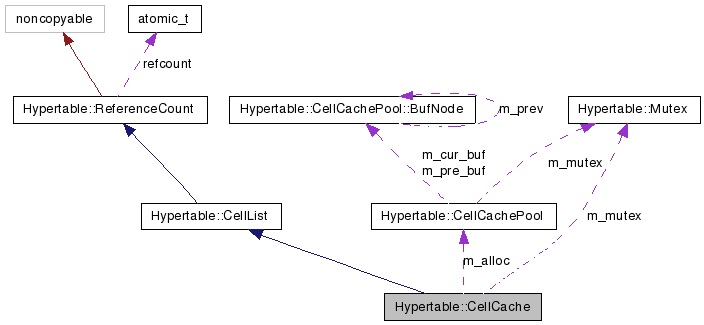 noncopyable
atomic_t
refcount
Hypertable::ReferenceCount
Hypertable::CellCachePool::BufNode
m_prev
Hypertable::Mutex
m_cur_buf
m_pre_buf
m_mutex
Hypertable::CellList
Hypertable::CellCachePool
m_mutex
m_alloc
Hypertable::CellCache